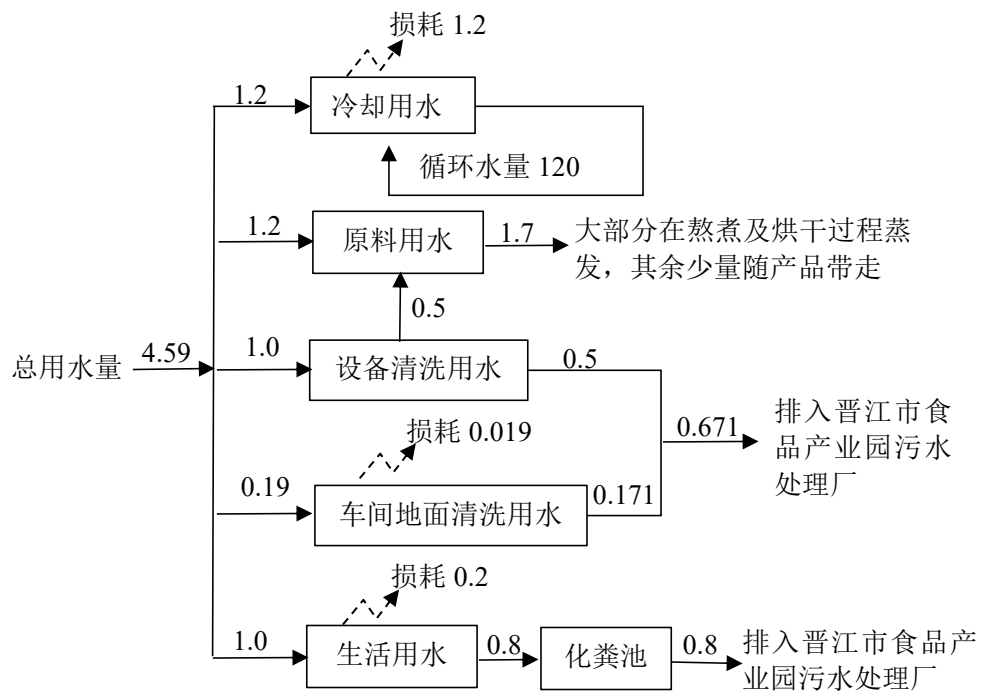 损耗 1.2
1.2
冷却用水
循环水量 120
1.2
原料用水
1.7
大部分在熬煮及烘干过程蒸
发，其余少量随产品带走
0.5
总用水量
4.59
1.0
设备清洗用水
0.5
损耗 0.019
0.671
排入晋江市食
品产业园污水
处理厂
0.19
车间地面清洗用水
0.171
损耗 0.2
1.0
生活用水
0.8
化粪池
0.8
排入晋江市食品产
业园污水处理厂